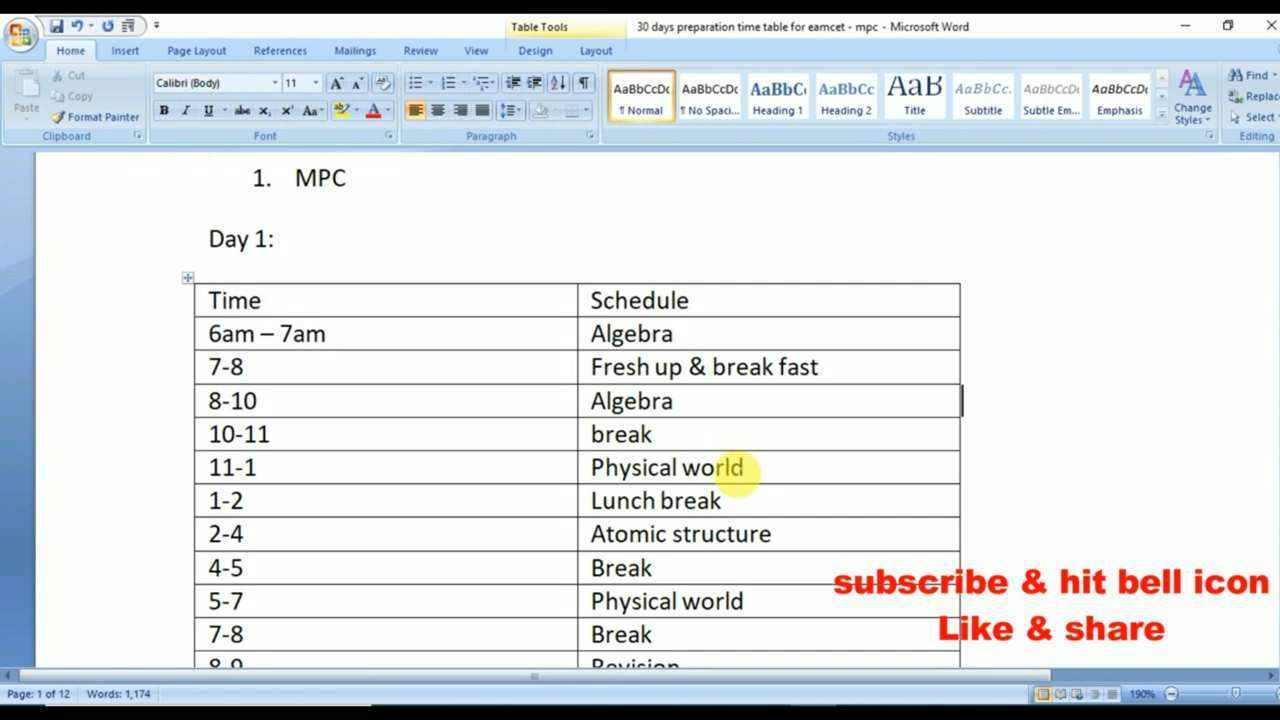 Table Tools
30 days preparation time table for eamcet - mpc - Microsoft Word
Home Insert Page Layout References Mailings Review View Design Layout
Cut
Copy
Format Painter
Paste
Clipboard
Calibri (Body) 11
Font
Paragraph
AaBbCcDc AaBbCcDc AaBbC AaBbCc AaB AaBbCc. AaBbCcDc AaBbCcDc
¶ Normal ¶ No Spaci... Heading 1 Heading 2 Title Subtitle Subtle Em... Emphasis
Change Styles
Styles
Find
Replac
Select
Editing
1. MPC
Day 1:
Time Schedule
6am – 7am Algebra
7-8 Fresh up & break fast
8-10 Algebra
10-11 break
11-1 Physical world
1-2 Lunch break
2-4 Atomic structure
4-5 Break
5-7 Physical world
7-8 Break
8-9 Revision
subscribe & hit bell icon
Like & share
Page: 1 of 12 Words: 1,174 190%